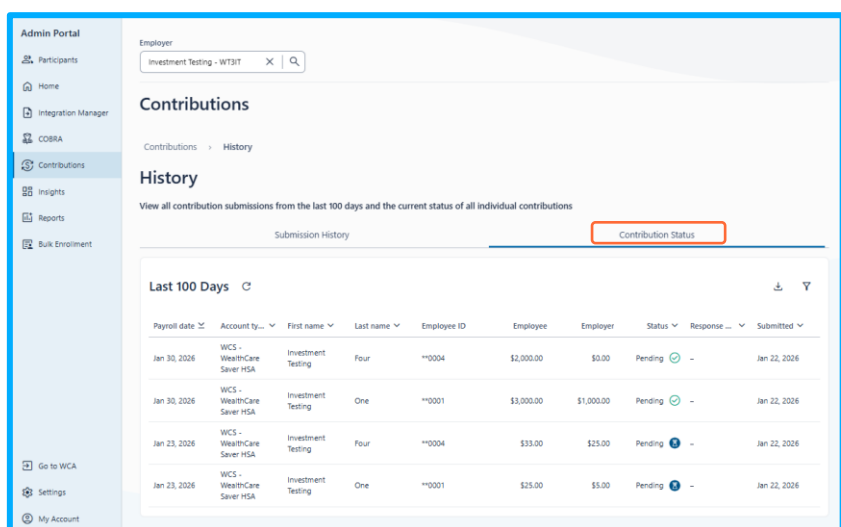 Admin Portal
Participants
Home
Integration Manager
COBRA
Contributions
Insights
Reports
Bulk Enrollment
Go to WCA
Settings
My Account
Employer
Investment Testing - WT3IT
Contributions
Contributions › History
History
View all contribution submissions from the last 100 days and the current status of all individual contributions
Submission History Contribution Status
Last 100 Days
Payroll date Account ty... First name Last name Employee ID Employee Employer Status Response ... Submitted
Jan 30, 2026 WCS - WealthCare Saver HSA Investment Testing Four **0004 $2,000.00 $0.00 Pending – Jan 22, 2026
Jan 30, 2026 WCS - WealthCare Saver HSA Investment Testing One **0001 $3,000.00 $1,000.00 Pending – Jan 22, 2026
Jan 23, 2026 WCS - WealthCare Saver HSA Investment Testing Four **0004 $33.00 $25.00 Pending – Jan 22, 2026
Jan 23, 2026 WCS - WealthCare Saver HSA Investment Testing One **0001 $25.00 $5.00 Pending – Jan 22, 2026